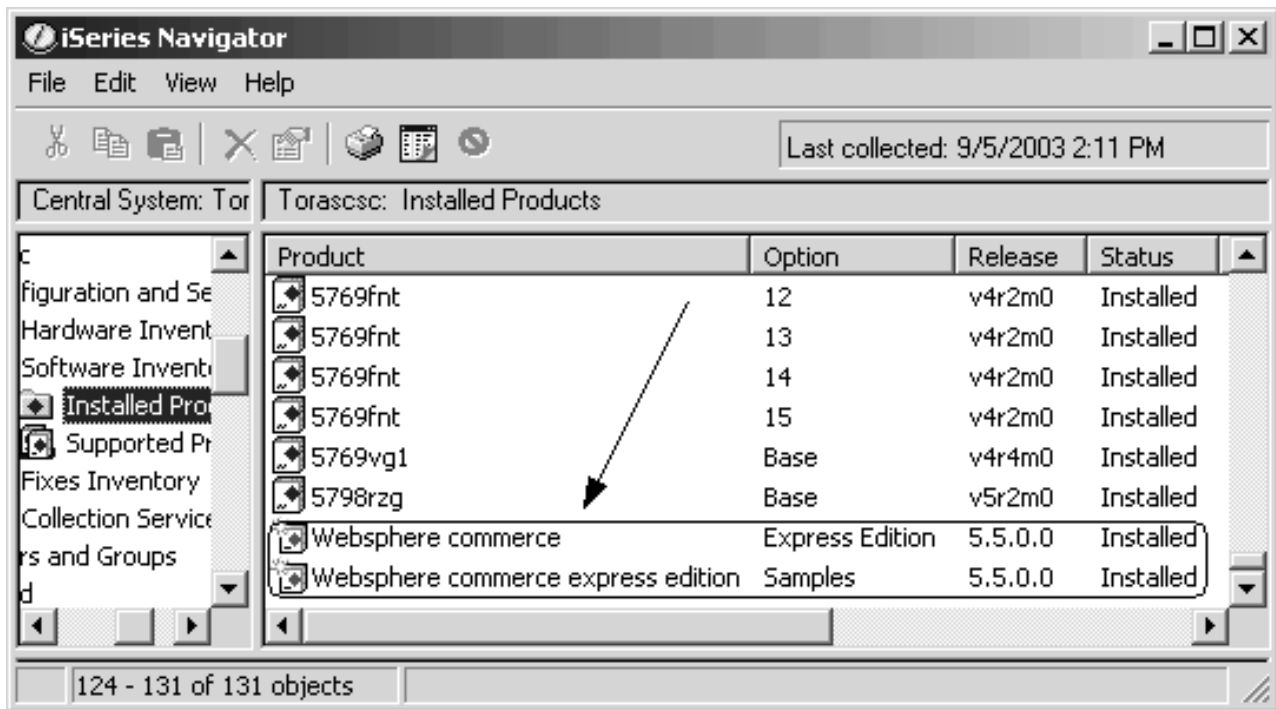 iSeries Navigator
File Edit View Help
Last collected: 9/5/2003 2:11 PM
Central System: Tor
Torascsc: Installed Products
c
figuration and Se
Hardware Invent
Software Invent
Installed Pro
Supported Pr
Fixes Inventory
Collection Service
rs and Groups
d
Product Option Release Status
5769fnt 12 v4r2m0 Installed
5769fnt 13 v4r2m0 Installed
5769fnt 14 v4r2m0 Installed
5769fnt 15 v4r2m0 Installed
5769vg1 Base v4r4m0 Installed
5798rzg Base v5r2m0 Installed
Websphere commerce Express Edition 5.5.0.0 Installed
Websphere commerce express edition Samples 5.5.0.0 Installed
124 - 131 of 131 objects